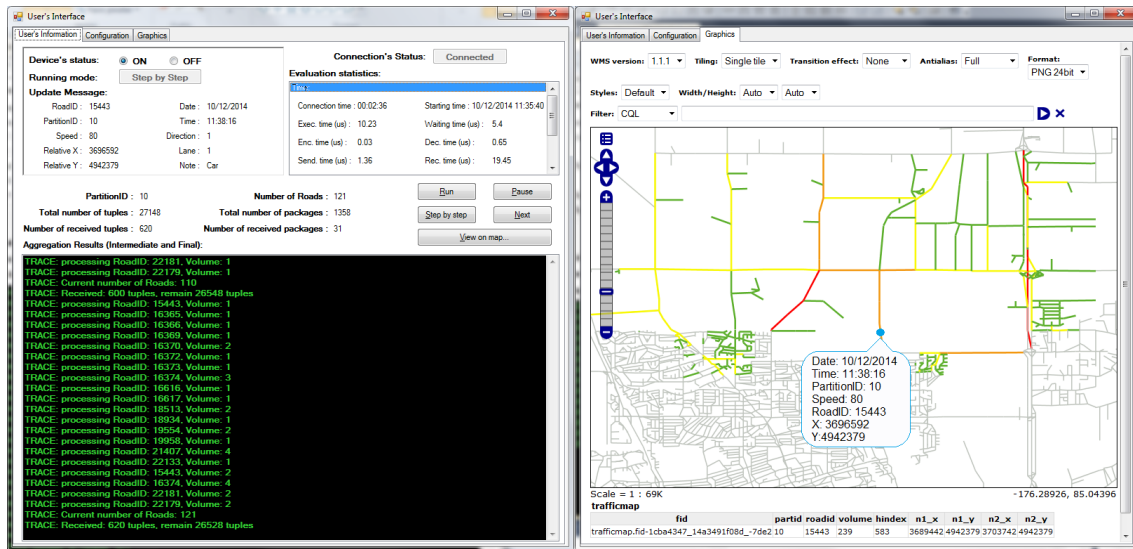 User's Interface
User's Information Configuration Graphics
Device's status: ON OFF
Connection's Status: Connected
Running mode: Step by Step
Evaluation statistics:
Update Message:
Time:
RoadID : 15443 Date : 10/12/2014
PartitionID : 10 Time : 11:38:16
Speed : 80 Direction : 1
Relative X : 3696592 Lane : 1
Relative Y : 4942379 Note : Car
Connection time : 00:02:36 Starting time : 10/12/2014 11:35:40
Exec. time (us) : 10.23 Waiting time (us) : 5.4
Enc. time (us) : 0.03 Dec. time (us) : 0.65
Send. time (us) : 1.36 Rec. time (us) : 19.45
PartitionID : 10 Number of Roads : 121
Total number of tuples : 27148 Total number of packages : 1358
Number of received tuples : 620 Number of received packages : 31
Run Pause
Step by step Next
View on map...
Aggregation Results (Intermediate and Final):
TRACE: processing RoadID: 22181, Volume: 1
TRACE: processing RoadID: 22179, Volume: 1
TRACE: Current number of Roads: 110
TRACE: Received: 600 tuples, remain 26548 tuples
TRACE: processing RoadID: 15443, Volume: 1
TRACE: processing RoadID: 16365, Volume: 1
TRACE: processing RoadID: 16366, Volume: 1
TRACE: processing RoadID: 16369, Volume: 1
TRACE: processing RoadID: 16370, Volume: 2
TRACE: processing RoadID: 16372, Volume: 1
TRACE: processing RoadID: 16373, Volume: 1
TRACE: processing RoadID: 16374, Volume: 3
TRACE: processing RoadID: 16616, Volume: 1
TRACE: processing RoadID: 16617, Volume: 1
TRACE: processing RoadID: 18513, Volume: 2
TRACE: processing RoadID: 18934, Volume: 1
TRACE: processing RoadID: 19554, Volume: 2
TRACE: processing RoadID: 19958, Volume: 1
TRACE: processing RoadID: 21407, Volume: 4
TRACE: processing RoadID: 22133, Volume: 1
TRACE: processing RoadID: 15443, Volume: 2
TRACE: processing RoadID: 16374, Volume: 4
TRACE: processing RoadID: 22181, Volume: 2
TRACE: processing RoadID: 22179, Volume: 2
TRACE: Current number of Roads: 121
TRACE: Received: 620 tuples, remain 26528 tuples
User's Interface
User's Information Configuration Graphics
WMS version: 1.1.1 Tiling: Single tile Transition effect: None Antialias: Full Format: PNG 24bit
Styles: Default Width/Height: Auto Auto
Filter: CQL
Date: 10/12/2014
Time: 11:38:16
PartitionID: 10
Speed: 80
RoadID: 15443
X: 3696592
Y:4942379
Scale = 1 : 69K -176.28926, 85.04396
trafficmap
fid partid roadid volume hindex n1_x n1_y n2_x n2_y
trafficmap.fid-1cba4347_14a3491f08d_-7de2 10 15443 239 583 3689442 4942379 3703742 4942379